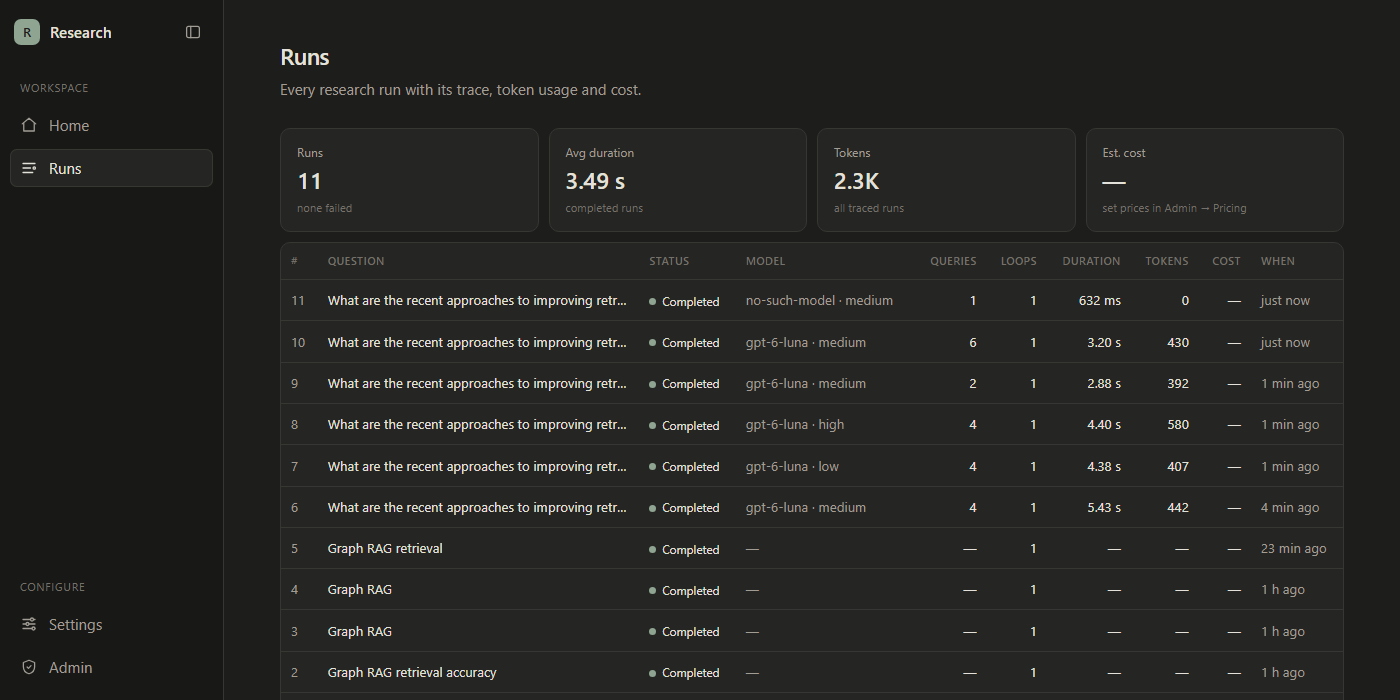 R Research
WORKSPACE
Home
Runs
CONFIGURE
Settings
Admin
Runs
Every research run with its trace, token usage and cost.
Runs
11
none failed
Avg duration
3.49 s
completed runs
Tokens
2.3K
all traced runs
Est. cost
—
set prices in Admin → Pricing
# QUESTION STATUS MODEL QUERIES LOOPS DURATION TOKENS COST WHEN
11 What are the recent approaches to improving retr... Completed no-such-model · medium 1 1 632 ms 0 — just now
10 What are the recent approaches to improving retr... Completed gpt-6-luna · medium 6 1 3.20 s 430 — just now
9 What are the recent approaches to improving retr... Completed gpt-6-luna · medium 2 1 2.88 s 392 — 1 min ago
8 What are the recent approaches to improving retr... Completed gpt-6-luna · high 4 1 4.40 s 580 — 1 min ago
7 What are the recent approaches to improving retr... Completed gpt-6-luna · low 4 1 4.38 s 407 — 1 min ago
6 What are the recent approaches to improving retr... Completed gpt-6-luna · medium 4 1 5.43 s 442 — 4 min ago
5 Graph RAG retrieval Completed — — 1 — — — 23 min ago
4 Graph RAG Completed — — 1 — — — 1 h ago
3 Graph RAG Completed — — 1 — — — 1 h ago
2 Graph RAG retrieval accuracy Completed — — 1 — — — 1 h ago